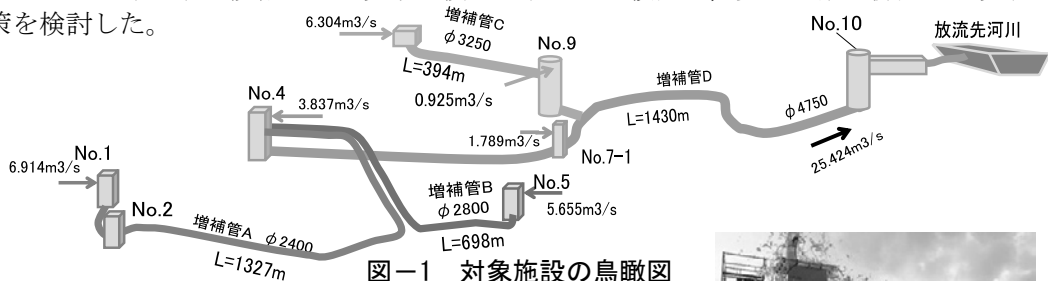 策を検討した。
6.304m3/s
増補管C
φ3250
L=394m
No.9
0.925m3/s
No.10
放流先河川
増補管D
L=1430m
φ4750
25.424m3/s
No.4
3.837m3/s
1.789m3/s
No.7-1
No.1
6.914m3/s
No.2
増補管A φ2400
L=1327m
増補管B
φ2800
L=698m
No.5
5.655m3/s
図－1 対象施設の鳥瞰図